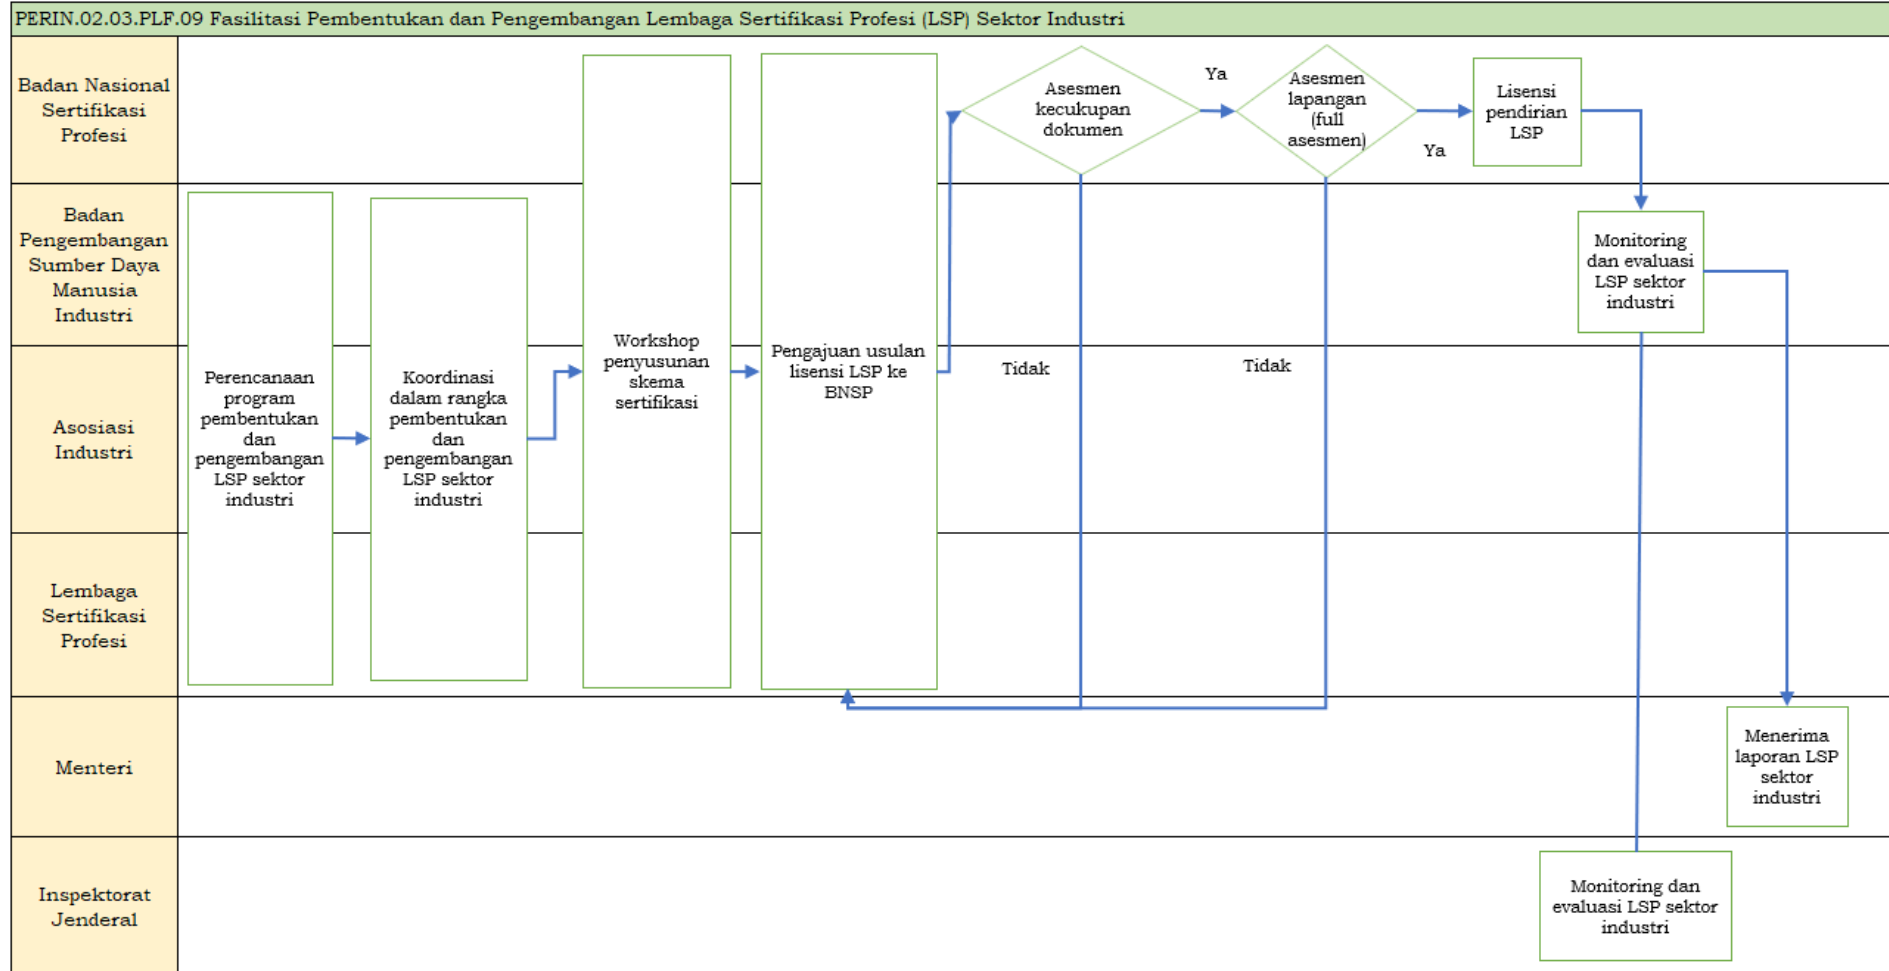 PERIN.02.03.PLF.09 Fasilitasi Pembentukan dan Pengembangan Lembaga Sertifikasi Profesi (LSP) Sektor Industri
Badan Nasional
Sertifikasi
Profesi
Asesmen
kecukupan
dokumen
Ya
Asesmen
lapangan
(full
asesmen)
Ya
Lisensi
pendirian
LSP
Badan
Pengembangan
Sumber Daya
Manusia
Industri
Monitoring
dan evaluasi
LSP sektor
industri
Asosiasi
Industri
Perencanaan
program
pembentukan
dan
pengembangan
LSP sektor
industri
Koordinasi
dalam rangka
pembentukan
dan
pengembangan
LSP sektor
industri
Workshop
penyusunan
skema
sertifikasi
Pengajuan usulan
lisensi LSP ke
BNSP
Tidak
Tidak
Lembaga
Sertifikasi
Profesi
Menteri
Menerima
laporan LSP
sektor
industri
Inspektorat
Jenderal
Monitoring dan
evaluasi LSP sektor
industri